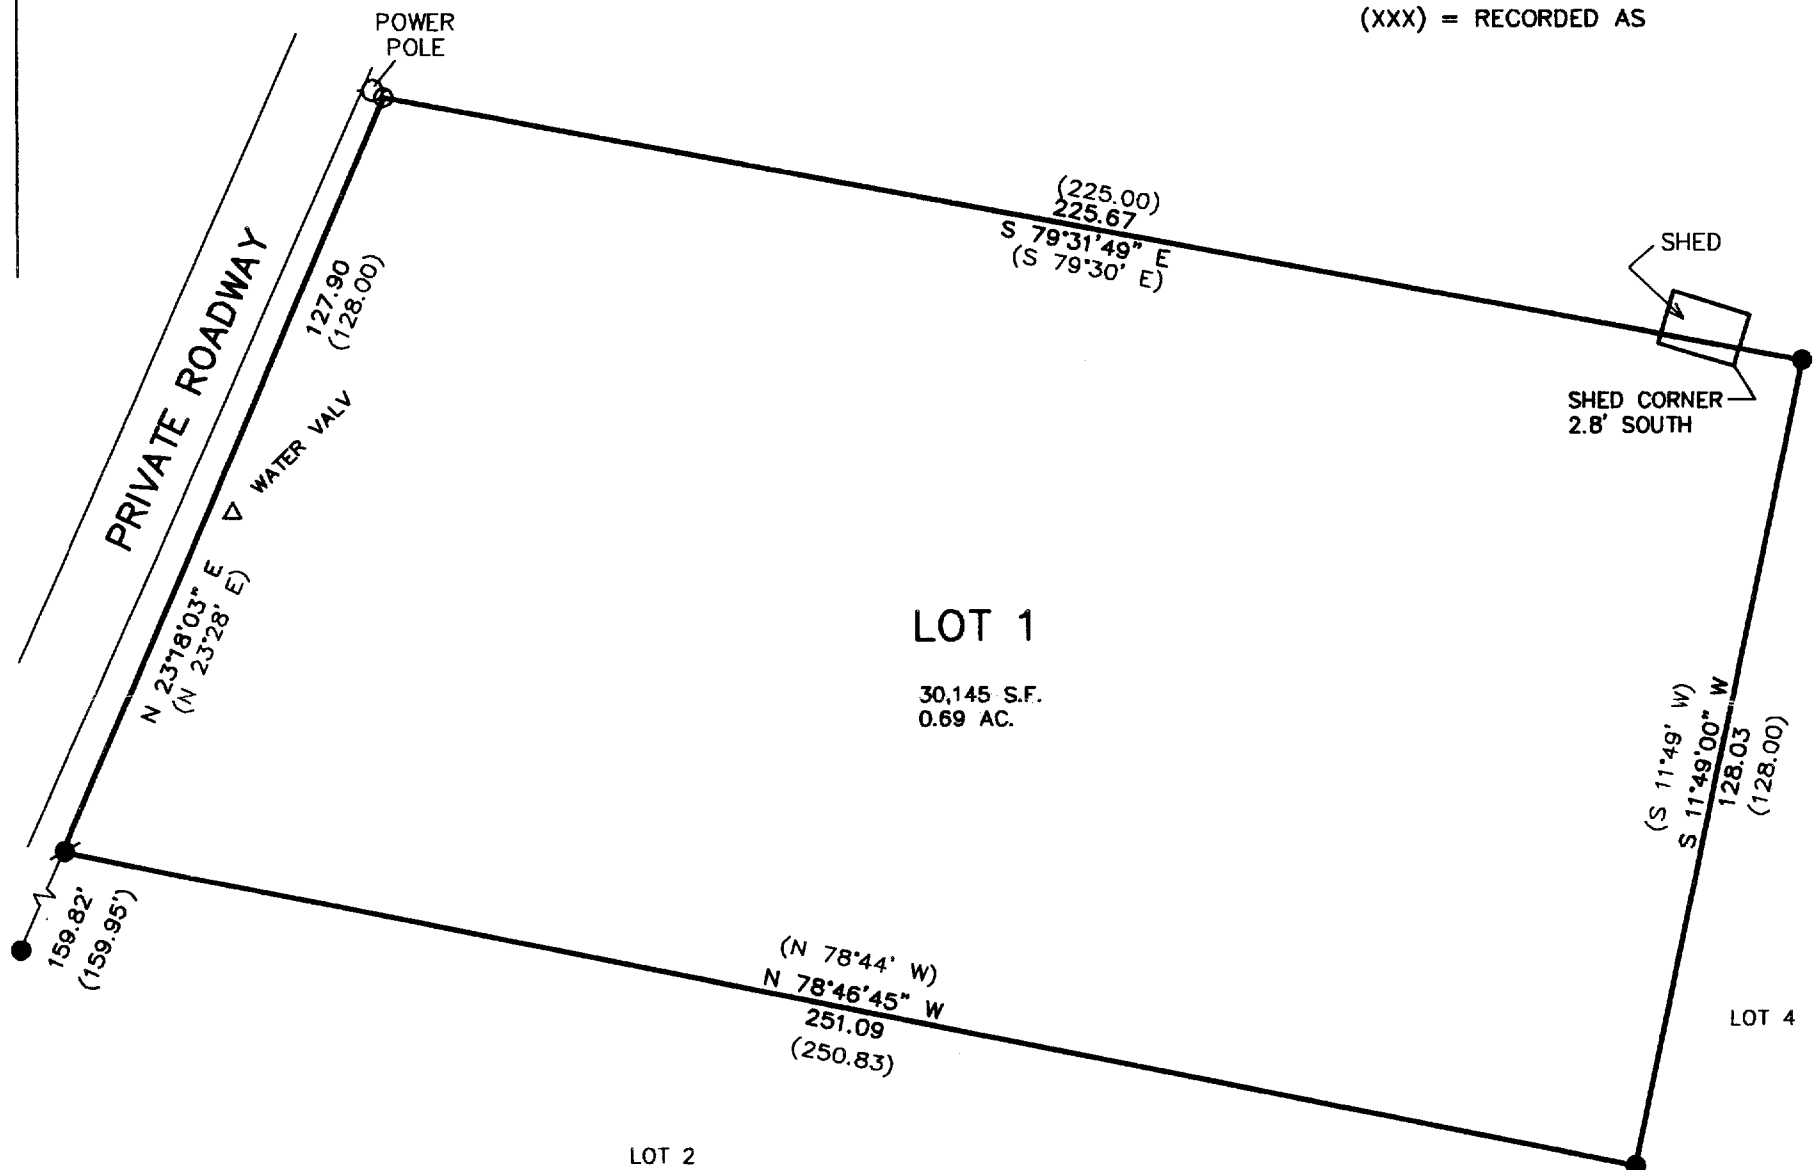 (XXX) = RECORDED AS
POWER
POLE
(225.00)
225.67
S 79°31'49" E
(S 79°30' E)
SHED
SHED CORNER
2.8' SOUTH
127.90
(128.00)
PRIVATE ROADWAY
WATER VALV
N 23°18'03" E
(N 23°28' E)
LOT 1
30,145 S.F.
0.69 AC.
(S 11°49' W)
S 11°49'00" W
128.03
(128.00)
159.82'
(159.95')
(N 78°44' W)
N 78°46'45" W
251.09
(250.83)
LOT 4
LOT 2